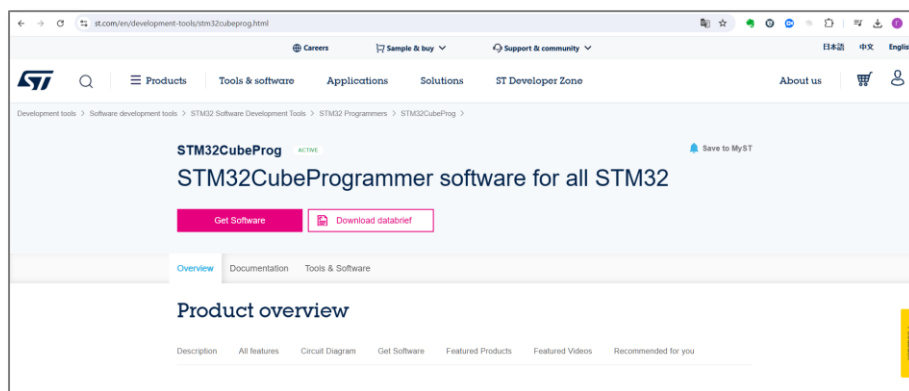 st.com/en/development-tools/stm32cubeprog.html
Careers Sample & buy Support & community 日本語 中文 Englis
ST Products Tools & software Applications Solutions ST Developer Zone About us
Development tools > Software development tools > STM32 Software Development Tools > STM32 Programmers > STM32CubeProg >
STM32CubeProg ACTIVE Save to MyST
STM32CubeProgrammer software for all STM32
Get Software Download databrief
Overview Documentation Tools & Software
Product overview
Description All features Circuit Diagram Get Software Featured Products Featured Videos Recommended for you